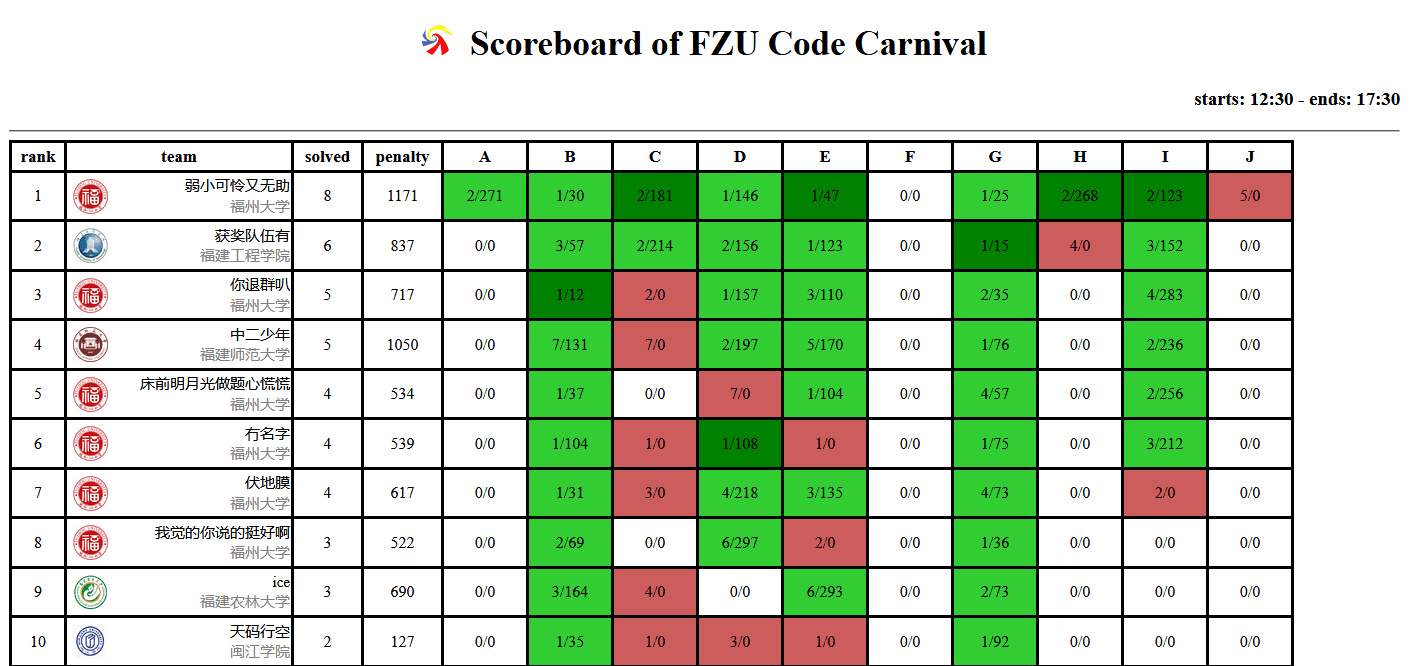 Scoreboard of FZU Code Carnival
starts: 12:30 - ends: 17:30
rank team solved penalty A B C D E F G H I J
1 弱小可怜又无助 福州大学 8 1171 2/271 1/30 2/181 1/146 1/47 0/0 1/25 2/268 2/123 5/0
2 获奖队伍有 福建工程学院 6 837 0/0 3/57 2/214 2/156 1/123 0/0 1/15 4/0 3/152 0/0
3 你退群叭 福州大学 5 717 0/0 1/12 2/0 1/157 3/110 0/0 2/35 0/0 4/283 0/0
4 中二少年 福建师范大学 5 1050 0/0 7/131 7/0 2/197 5/170 0/0 1/76 0/0 2/236 0/0
5 床前明月光做题心慌慌 福州大学 4 534 0/0 1/37 0/0 7/0 1/104 0/0 4/57 0/0 2/256 0/0
6 冇名字 福州大学 4 539 0/0 1/104 1/0 1/108 1/0 0/0 1/75 0/0 3/212 0/0
7 伏地膜 福州大学 4 617 0/0 1/31 3/0 4/218 3/135 0/0 4/73 0/0 2/0 0/0
8 我觉的你说的挺好啊 福州大学 3 522 0/0 2/69 0/0 6/297 2/0 0/0 1/36 0/0 0/0 0/0
9 ice 福建农林大学 3 690 0/0 3/164 4/0 0/0 6/293 0/0 2/73 0/0 0/0 0/0
10 天码行空 闽江学院 2 127 0/0 1/35 1/0 3/0 1/0 0/0 1/92 0/0 0/0 0/0